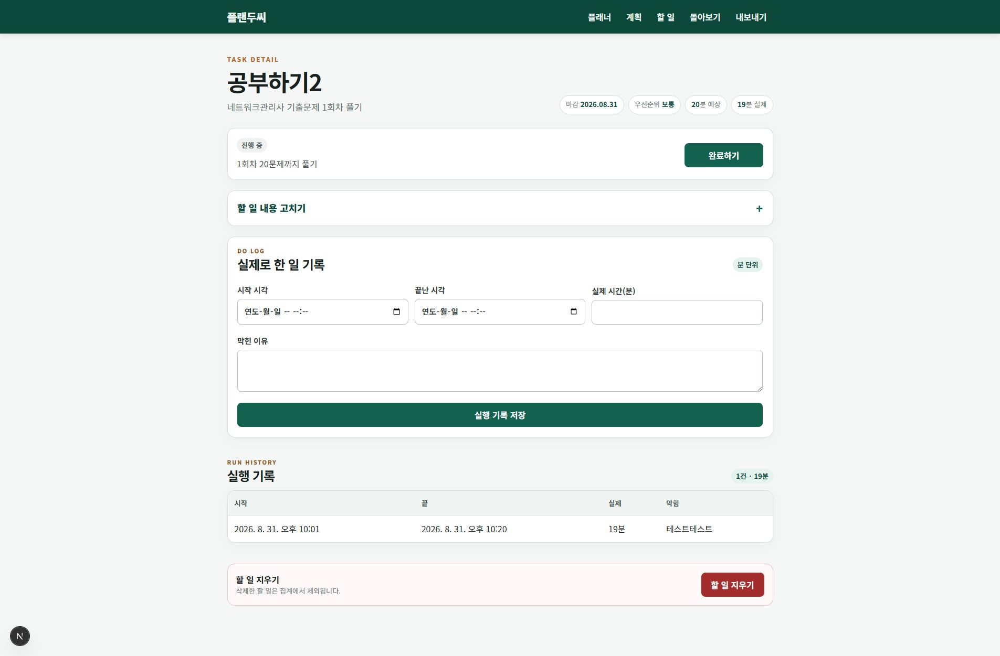 플랜두씨
플래너 계획 할 일 돌아보기 내보내기
TASK DETAIL
공부하기2
네트워크관리사 기출문제 1회차 풀기
마감 2026.08.31 우선순위 보통 20분 예상 19분 실제
진행 중
1회차 20문제까지 풀기
완료하기
할 일 내용 고치기 +
DO LOG
실제로 한 일 기록
분 단위
시작 시각 끝난 시각 실제 시간(분)
연도-월-일 -- --:-- 연도-월-일 -- --:--
막힌 이유
실행 기록 저장
RUN HISTORY
실행 기록
1건 · 19분
시작 끝 실제 막힘
2026. 8. 31. 오후 10:01 2026. 8. 31. 오후 10:20 19분 테스트테스트
할 일 지우기
삭제한 할 일은 집계에서 제외됩니다.
할 일 지우기
N